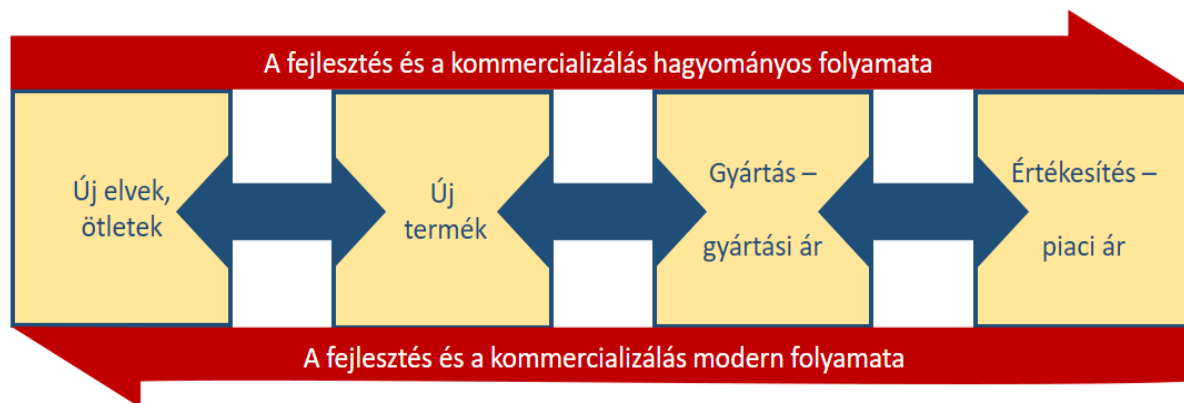 A fejlesztés és a kommercializálás hagyományos folyamata
Új elvek,
ötletek
Új
termék
Gyártás –
gyártási ár
Értékesítés –
piaci ár
A fejlesztés és a kommercializálás modern folyamata